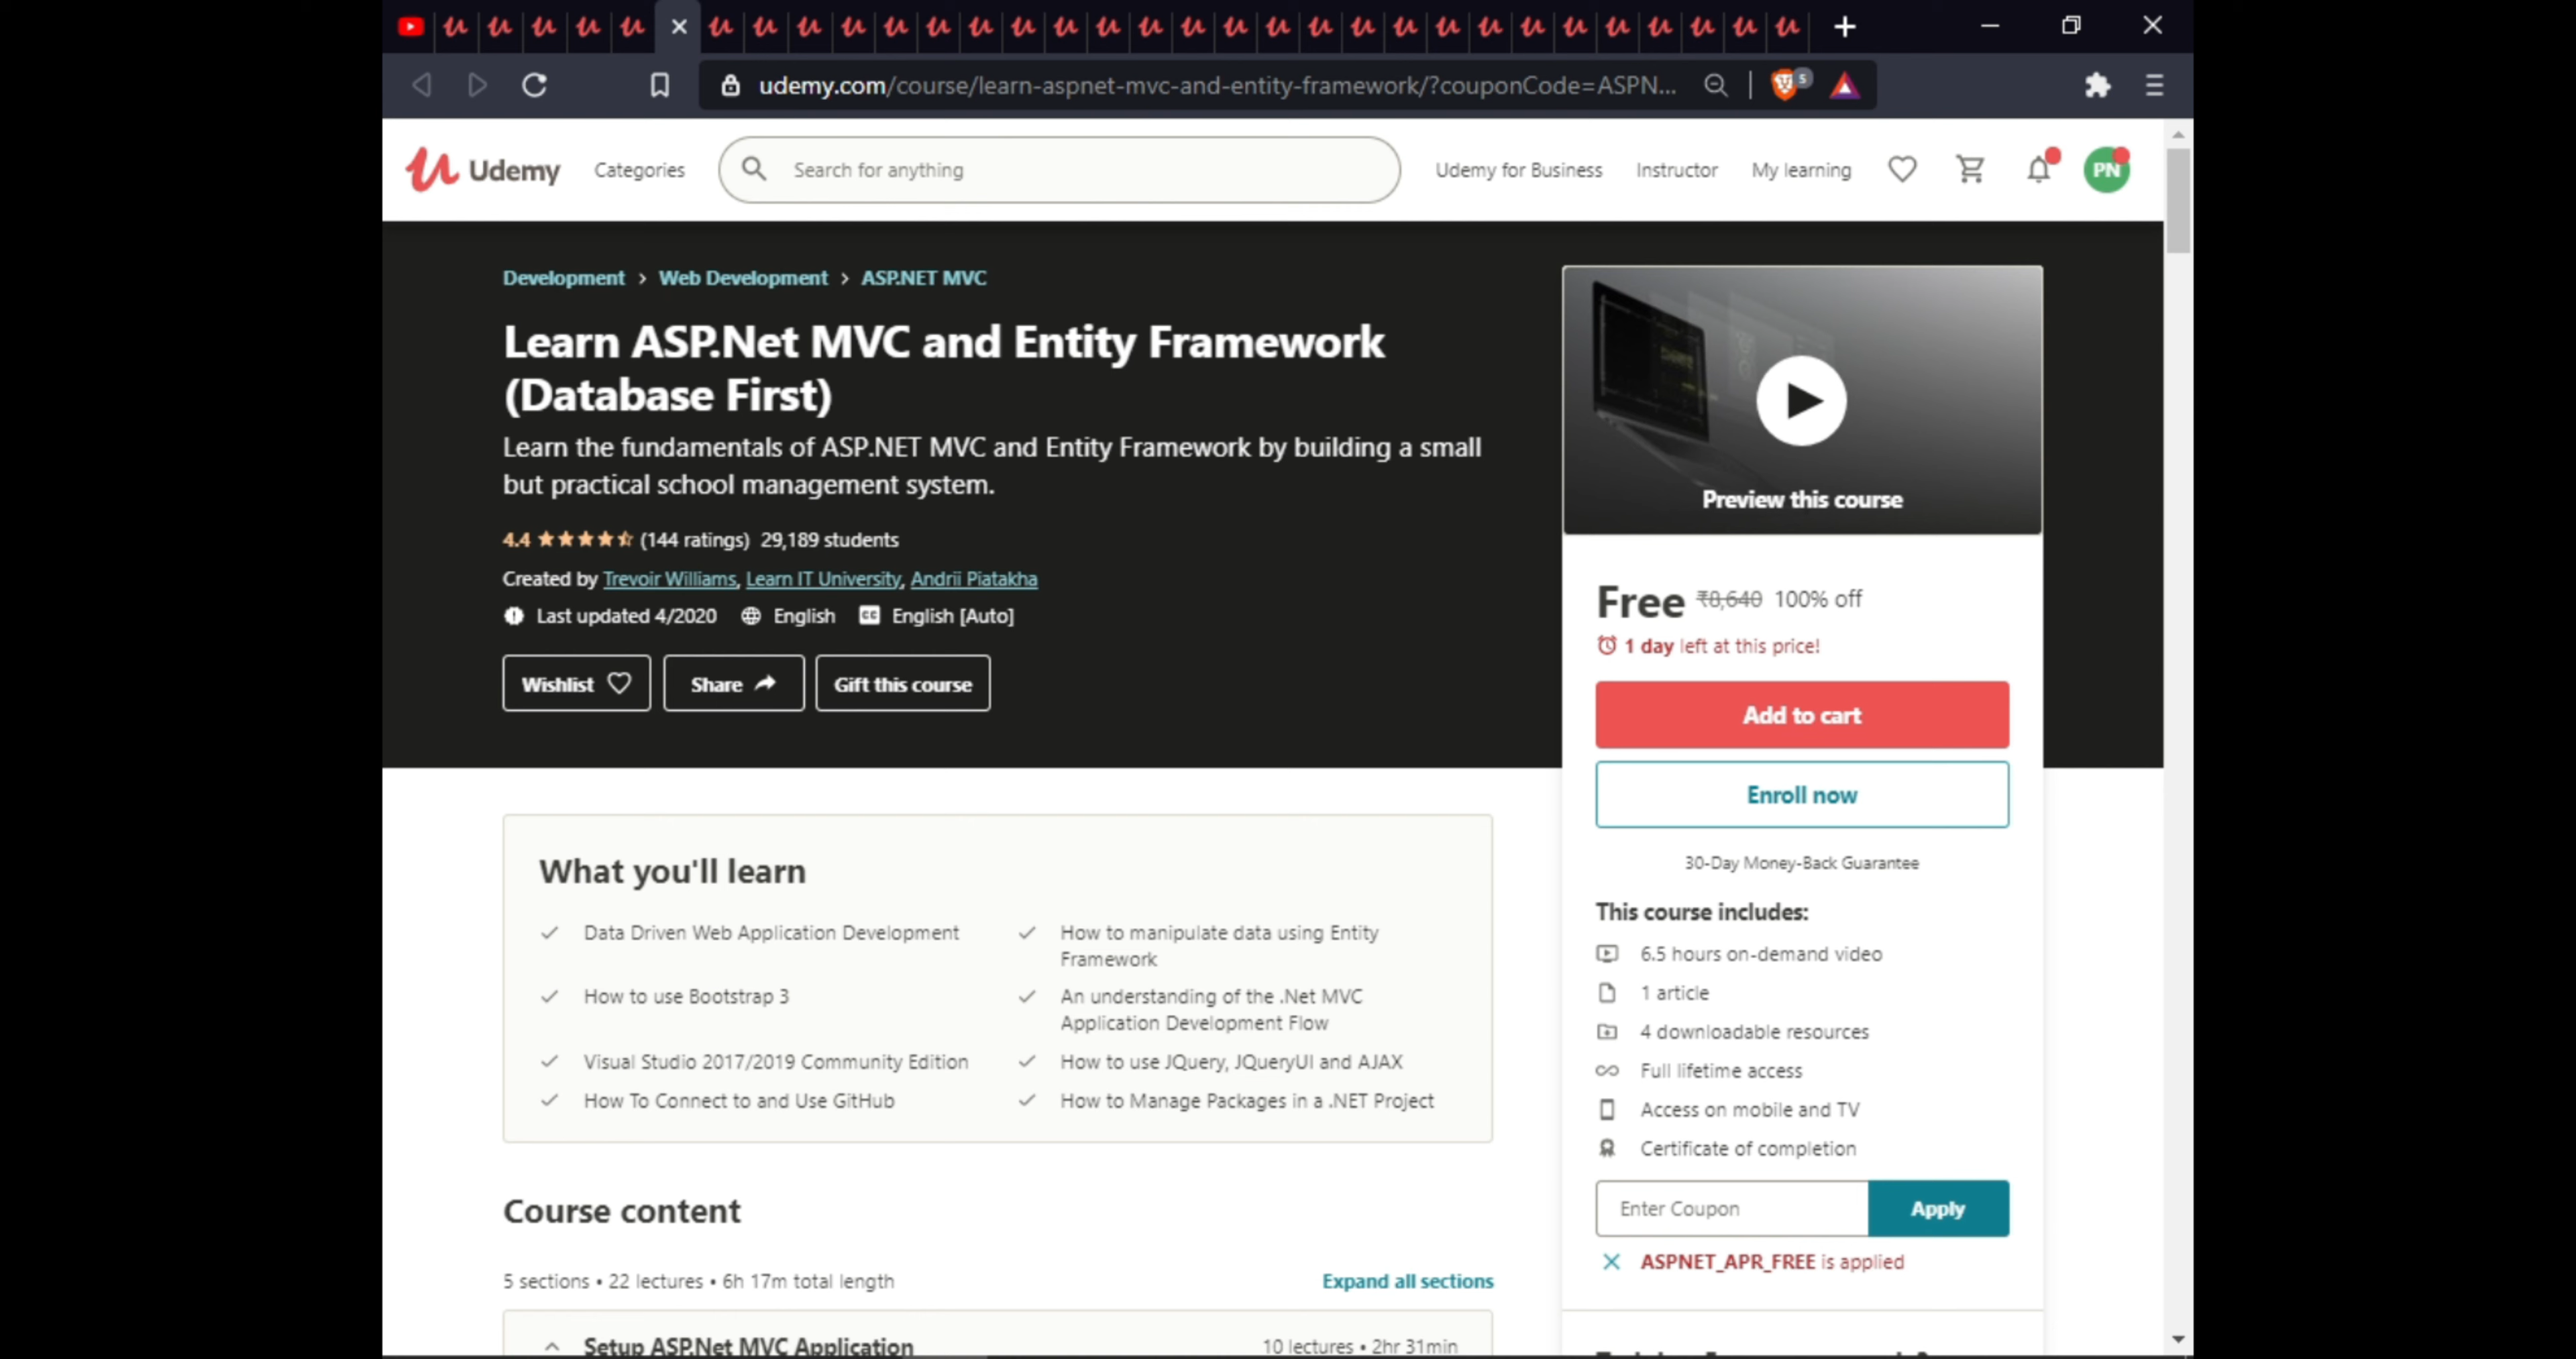 udemy.com/course/learn-aspnet-mvc-and-entity-framework/?couponCode=ASPN...
5
Udemy
Categories
Search for anything
Udemy for Business
Instructor
My learning
PN
Development > Web Development > ASP.NET MVC
Learn ASP.Net MVC and Entity Framework
(Database First)
Learn the fundamentals of ASP.NET MVC and Entity Framework by building a small
but practical school management system.
4.4 (144 ratings) 29,189 students
Created by Trevoir Williams, Learn IT University, Andrii Piatakha
Last updated 4/2020 English CC English [Auto]
Wishlist
Share
Gift this course
Preview this course
Free ₹8,640 100% off
1 day left at this price!
Add to cart
Enroll now
30-Day Money-Back Guarantee
This course includes:
6.5 hours on-demand video
1 article
4 downloadable resources
Full lifetime access
Access on mobile and TV
Certificate of completion
Enter Coupon
Apply
ASPNET_APR_FREE is applied
What you'll learn
Data Driven Web Application Development
How to manipulate data using Entity
Framework
How to use Bootstrap 3
An understanding of the .Net MVC
Application Development Flow
Visual Studio 2017/2019 Community Edition
How to use JQuery, JQueryUI and AJAX
How To Connect to and Use GitHub
How to Manage Packages in a .NET Project
Course content
5 sections • 22 lectures • 6h 17m total length
Expand all sections
Setup ASP.Net MVC Application
10 lectures • 2hr 31min